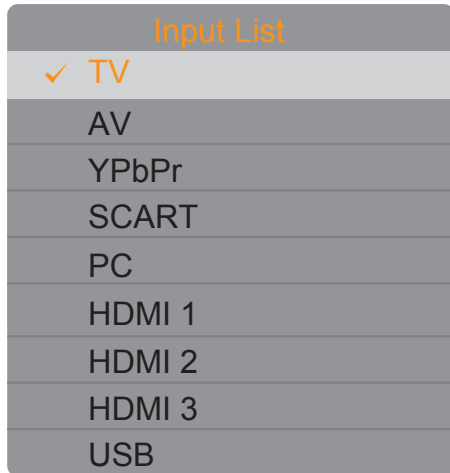 Input List
TV
AV
YPbPr
SCART
PC
HDMI 1
HDMI 2
HDMI 3
USB